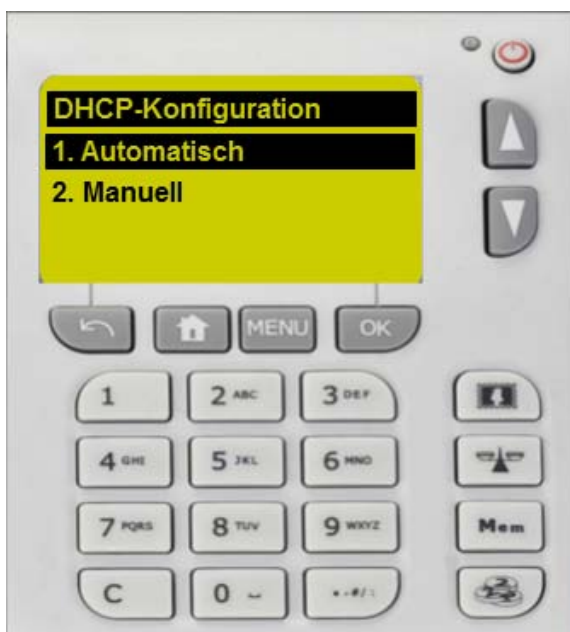 DHCP-Konfiguration
1. Automatisch
2. Manuell
MENU OK
1 2 ABC 3 DEF
4 GHI 5 JKL 6 MNO
7 PQRS 8 TUV 9 WXYZ Mem
C 0